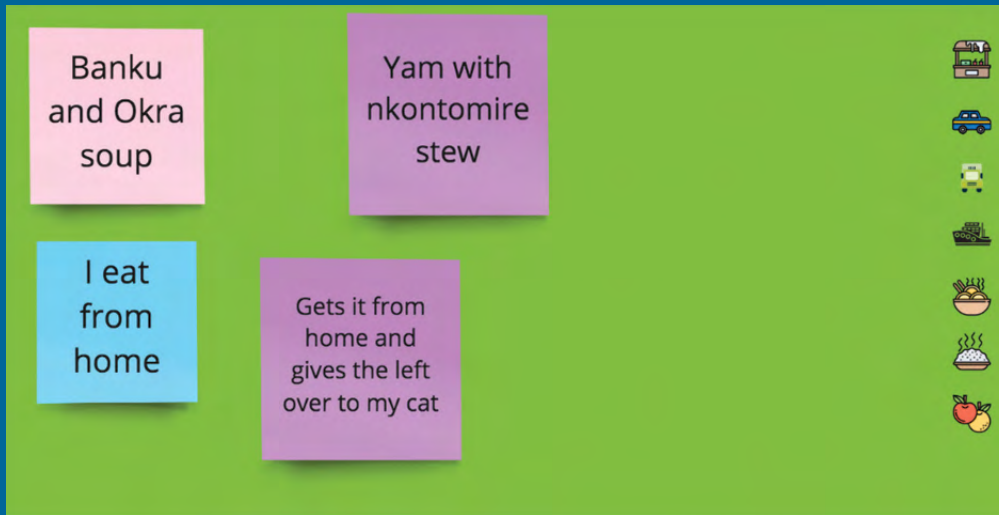 Banku
and Okra
soup
Yam with
nkontomire
stew
I eat
from
home
Gets it from
home and
gives the left
over to my cat